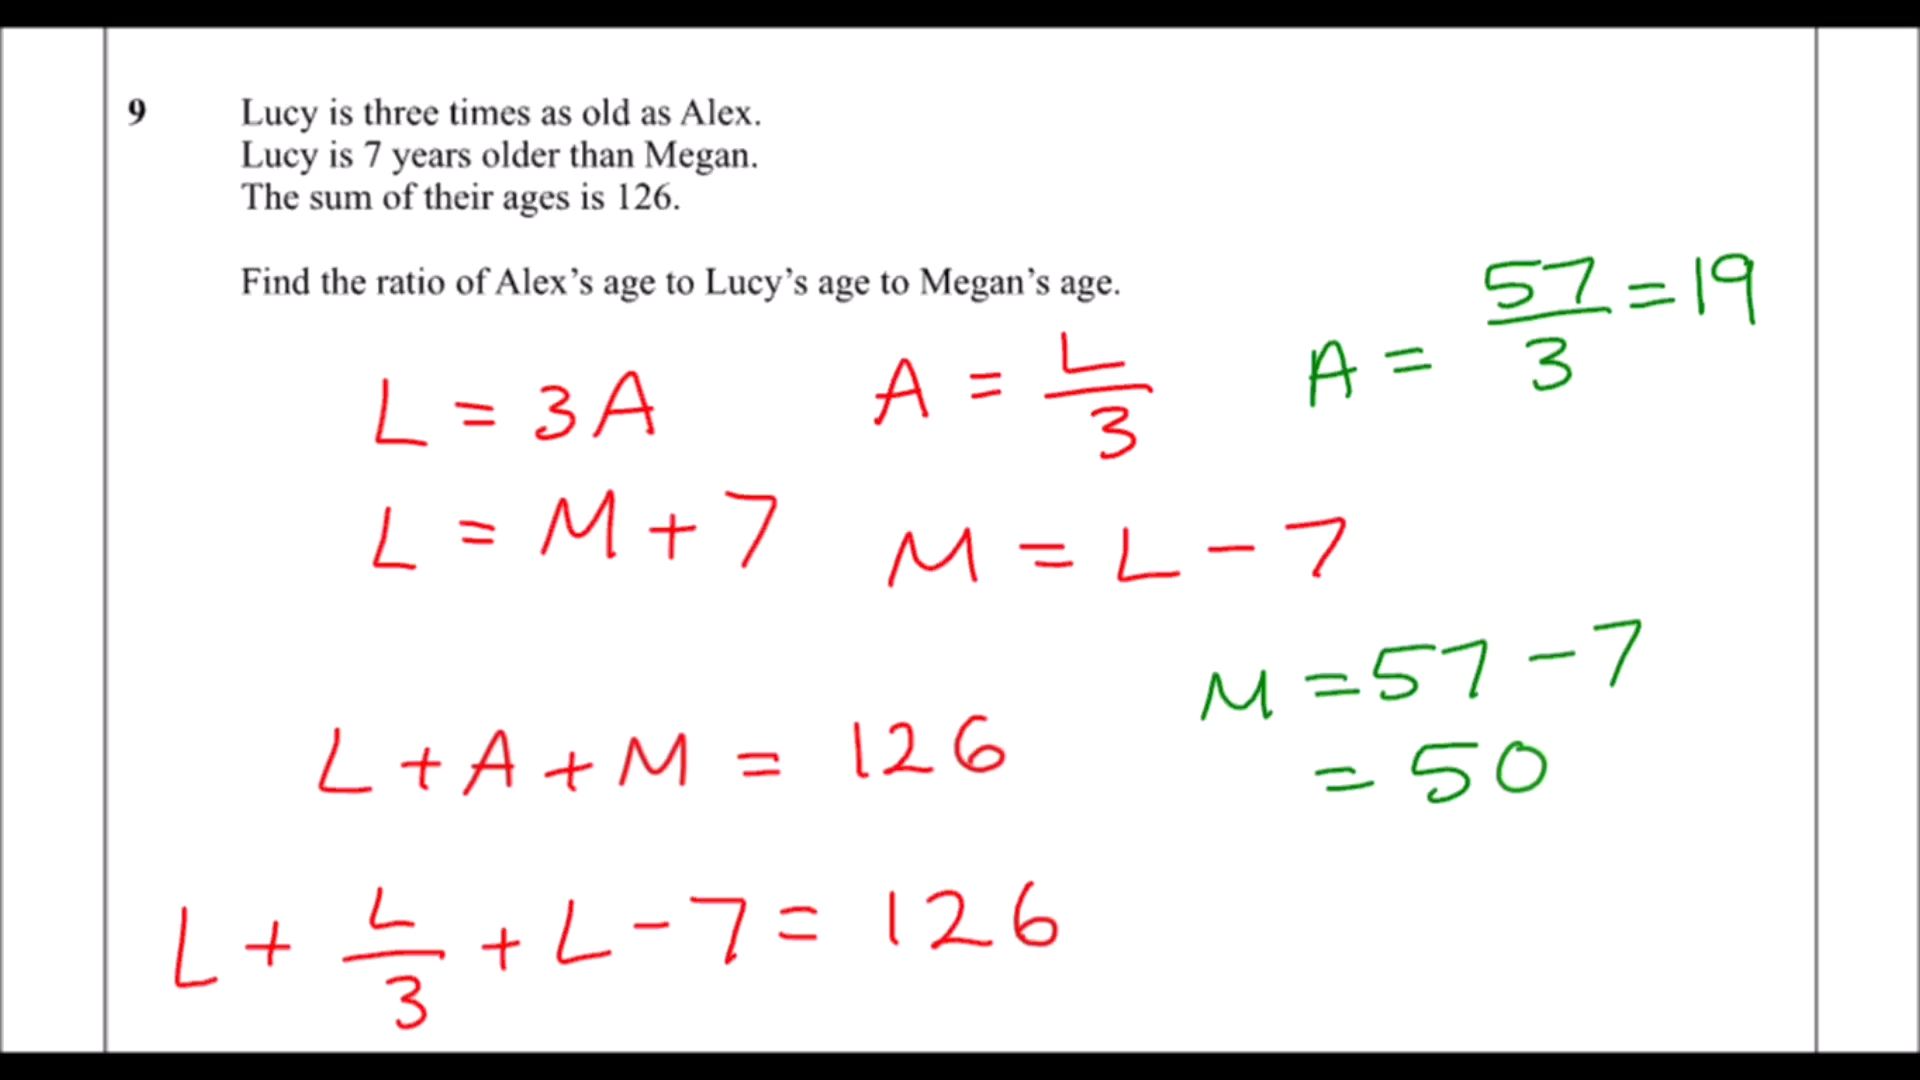 9 Lucy is three times as old as Alex.
Lucy is 7 years older than Megan.
The sum of their ages is 126.
Find the ratio of Alex's age to Lucy's age to Megan's age.
L = 3A
A = L/3
A = 57/3 = 19
L = M + 7
M = L - 7
M = 57 - 7
= 50
L + A + M = 126
L + L/3 + L - 7 = 126